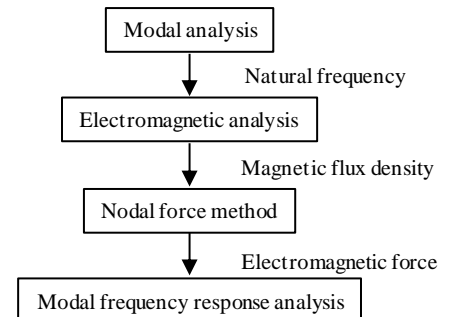 Modal analysis
Natural frequency
Electromagnetic analysis
Magnetic flux density
Nodal force method
Electromagnetic force
Modal frequency response analysis